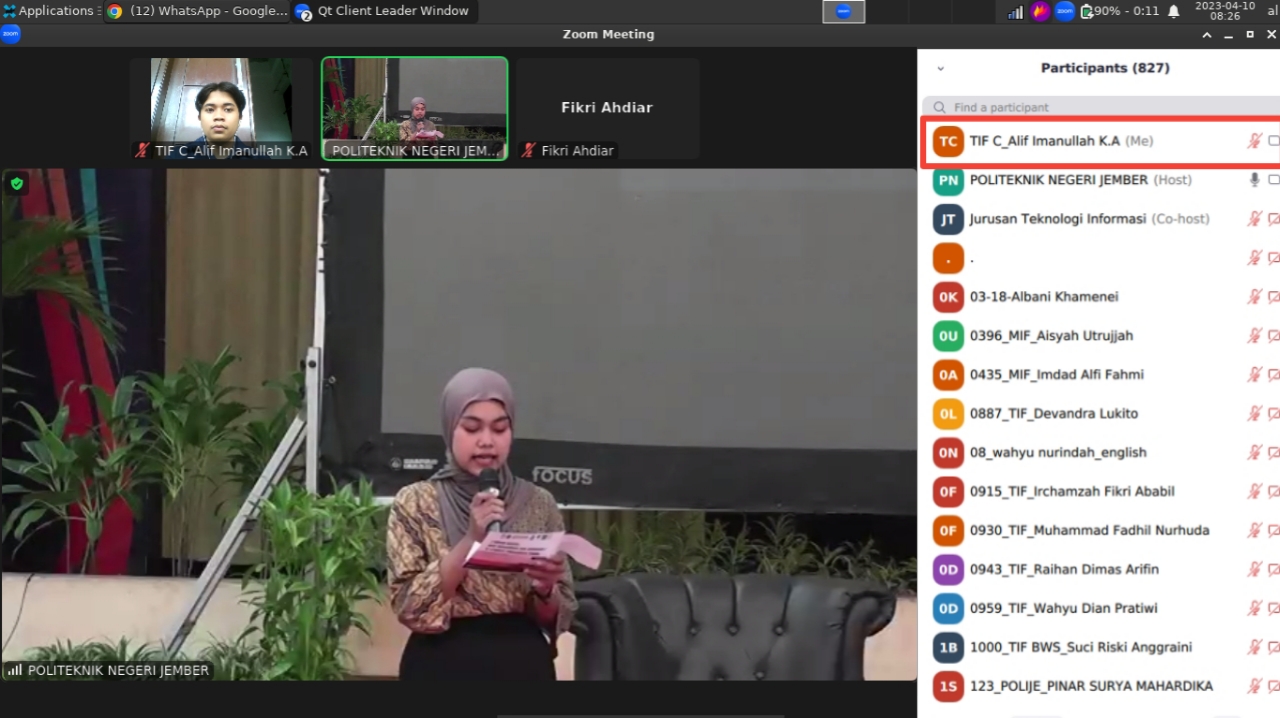 Applications
(12) WhatsApp - Google...
Qt Client Leader Window
90% - 0:11
2023-04-10
08:26
al
zoom
Zoom Meeting
TIF C_Alif Imanullah K.A
POLITEKNIK NEGERI JEM...
Fikri Ahdiar
Fikri Ahdiar
FOCUS
POLITEKNIK NEGERI JEMBER
Participants (827)
Find a participant
TC TIF C_Alif Imanullah K.A (Me)
PN POLITEKNIK NEGERI JEMBER (Host)
JT Jurusan Teknologi Informasi (Co-host)
. .
0K 03-18-Albani Khamenei
0U 0396_MIF_Aisyah Utrujjah
0A 0435_MIF_Imdad Alfi Fahmi
0L 0887_TIF_Devandra Lukito
0N 08_wahyu nurindah_english
0F 0915_TIF_Irchamzah Fikri Ababil
0F 0930_TIF_Muhammad Fadhil Nurhuda
0D 0943_TIF_Raihan Dimas Arifin
0D 0959_TIF_Wahyu Dian Pratiwi
1B 1000_TIF BWS_Suci Riski Anggraini
1S 123_POLIJE_PINAR SURYA MAHARDIKA